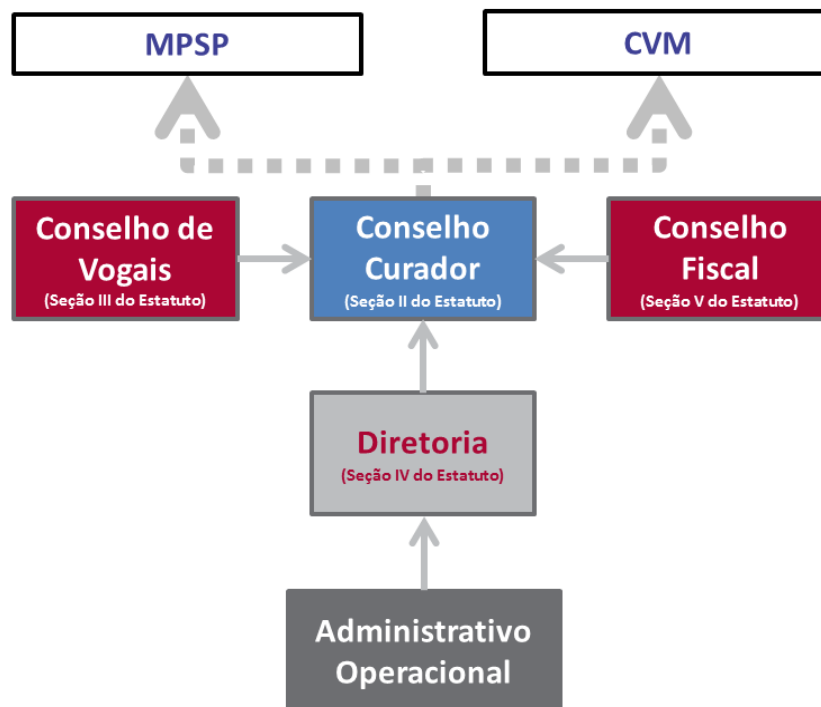 MPSP
CVM
Conselho de
Vogais
(Seção III do Estatuto)
Conselho
Curador
(Seção II do Estatuto)
Conselho
Fiscal
(Seção V do Estatuto)
Diretoria
(Seção IV do Estatuto)
Administrativo
Operacional